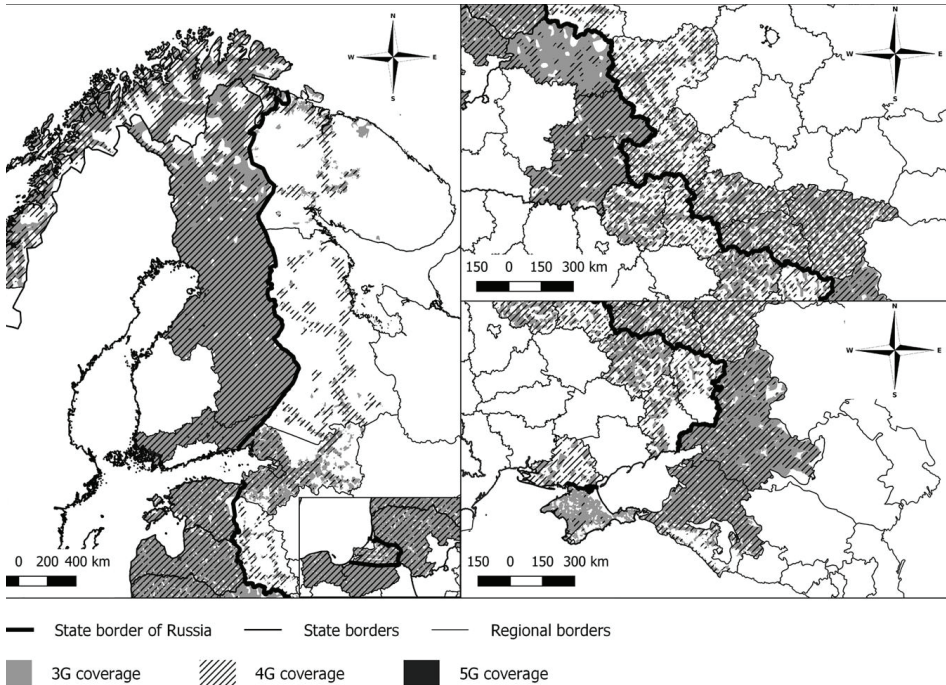 N
W E
S
0 200 400 km
N
W E
S
150 0 150 300 km
N
W E
S
150 0 150 300 km
State border of Russia State borders Regional borders
3G coverage 4G coverage 5G coverage